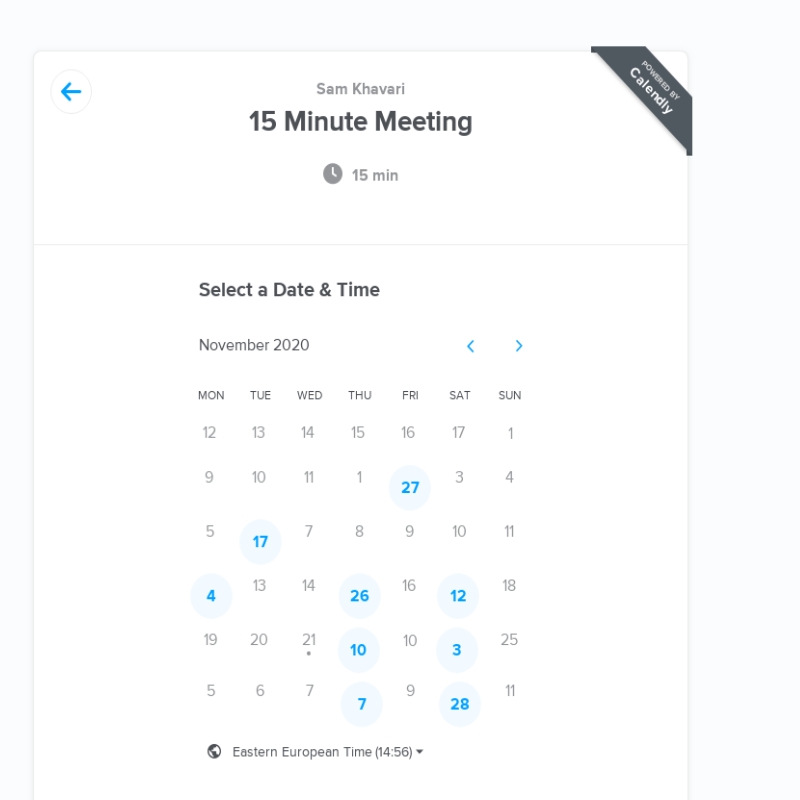 POWERED BY
Calendly
Sam Khavari
15 Minute Meeting
15 min
Select a Date & Time
November 2020
MON TUE WED THU FRI SAT SUN
12 13 14 15 16 17 1
9 10 11 1 27 3 4
5 17 7 8 9 10 11
4 13 14 26 16 12 18
19 20 21 10 10 3 25
5 6 7 7 9 28 11
Eastern European Time (14:56)